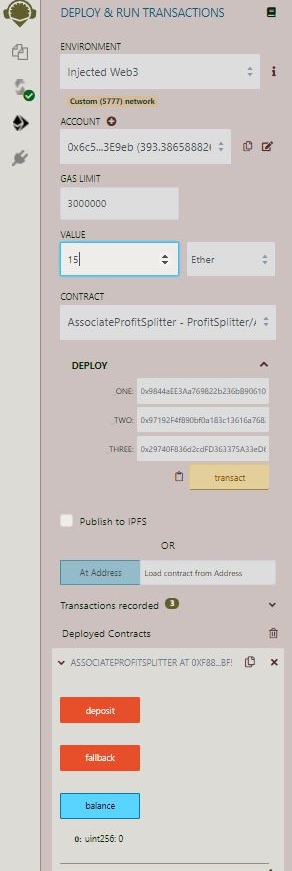 DEPLOY & RUN TRANSACTIONS
ENVIRONMENT
Injected Web3
Custom (5777) network
ACCOUNT
0x6c5...3E9eb (393.38658882
GAS LIMIT
3000000
VALUE
15
Ether
CONTRACT
AssociateProfitSplitter - ProfitSplitter/A
DEPLOY
ONE:
0x9844aEE3Aa769822b236bB90610
TWO:
0x97192F4f890bf0a183c13616a768
THREE:
0x29740F836d2cdFD363375A33eD
transact
Publish to IPFS
OR
At Address
Load contract from Address
Transactions recorded 3
Deployed Contracts
ASSOCIATEPROFITSPLITTER AT 0XF88...BF
deposit
fallback
balance
0: uint256: 0